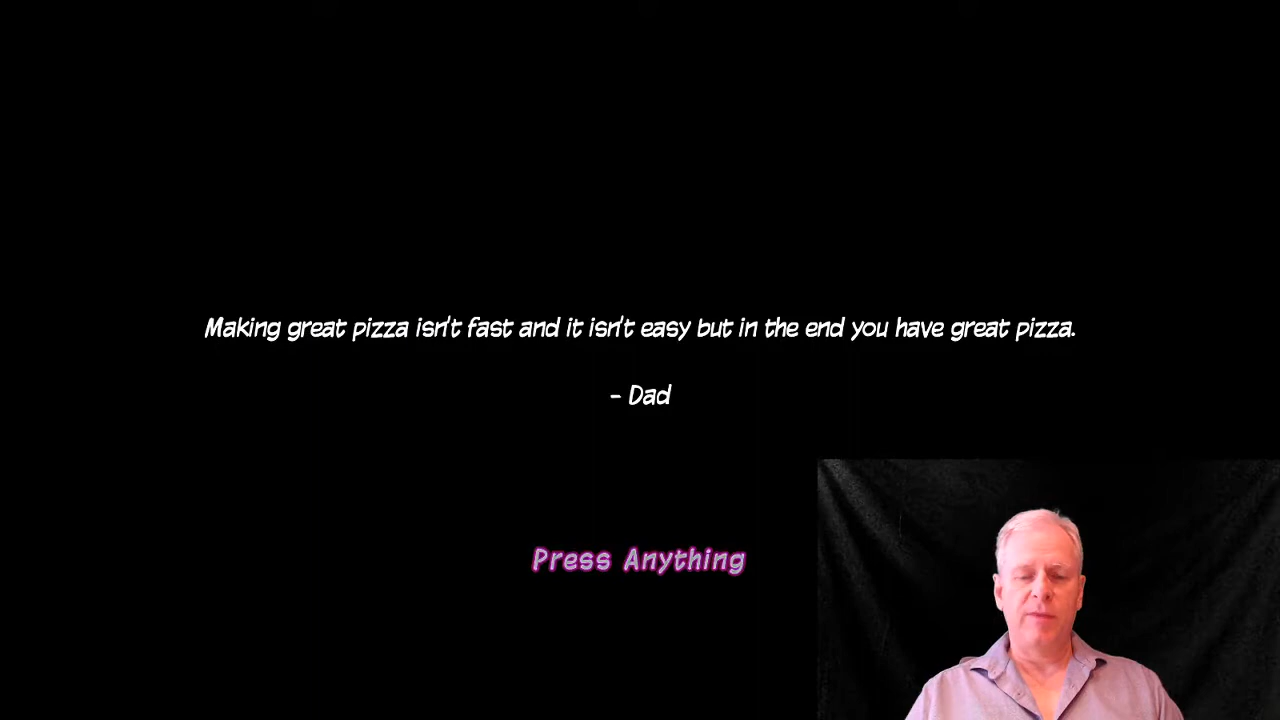 Making great pizza isn't fast and it isn't easy but in the end you have great pizza.
- Dad
Press Anything